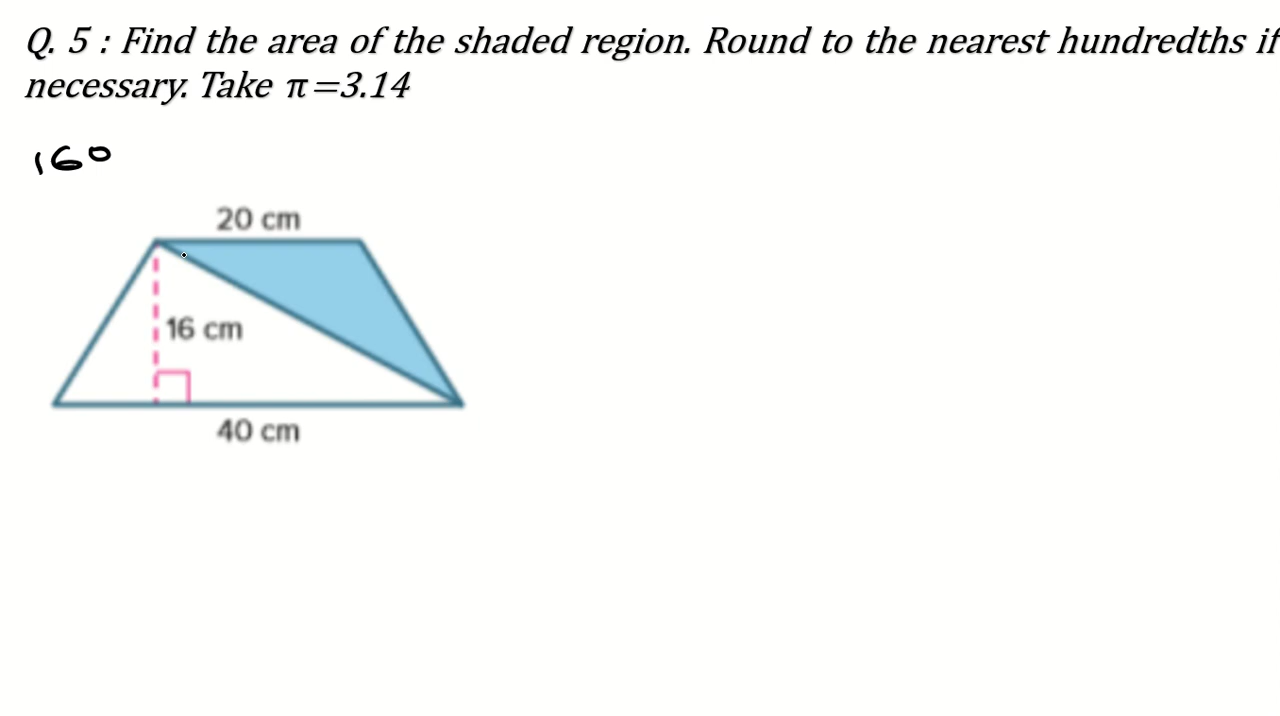 Q. 5 : Find the area of the shaded region. Round to the nearest hundredths if
necessary. Take π=3.14
160
20 cm
16 cm
40 cm